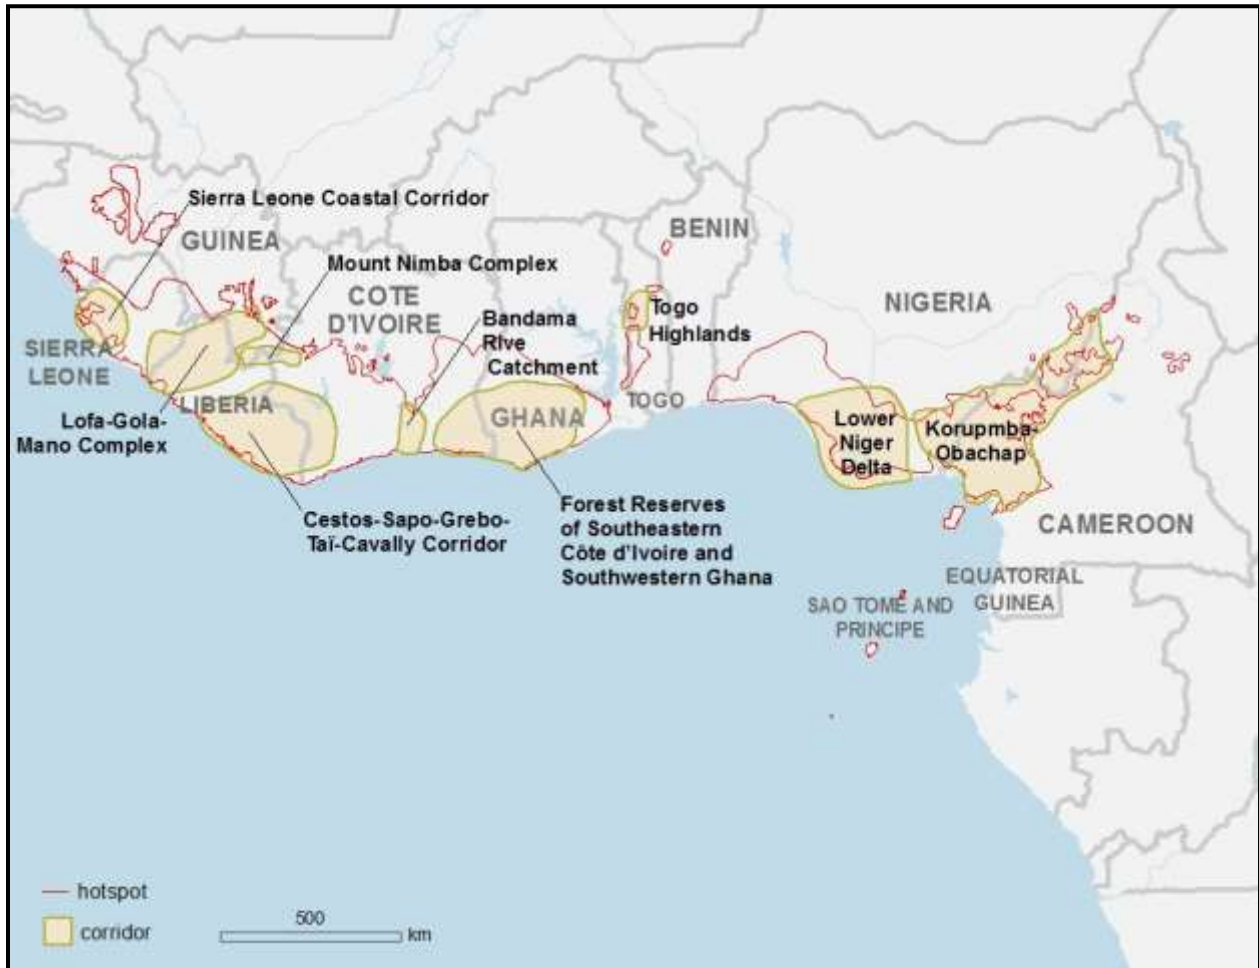 Sierra Leone Coastal Corridor
GUINEA
BENIN
Mount Nimba Complex
COTE
D'IVOIRE
Bandama
Rive
Catchment
Togo
Highlands
NIGERIA
SIERRA
LEONE
LIBERIA
Lofa-Gola-
Mano Complex
GHANA
TOGO
Lower
Niger
Delta
Korupmba-
Obachap
Cestos-Sapo-Grebo-
Taï-Cavally Corridor
Forest Reserves
of Southeastern
Côte d'Ivoire and
Southwestern Ghana
CAMEROON
EQUATORIAL
GUINEA
SAO TOME AND
PRINCIPE
hotspot
corridor
500
km